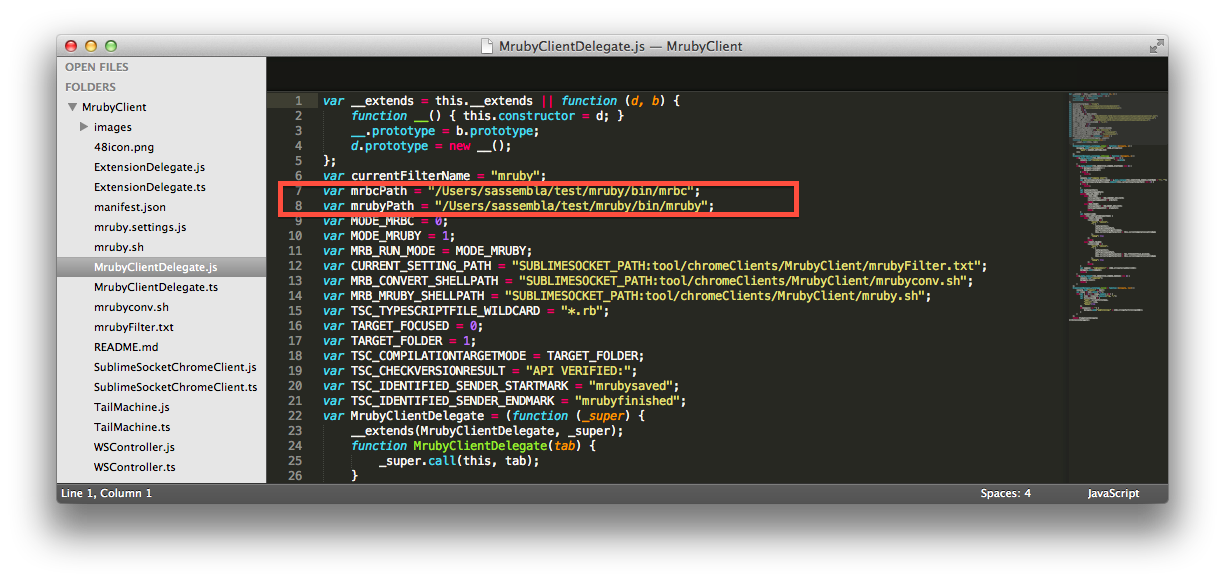 MrubyClientDelegate.js — MrubyClient
OPEN FILES
FOLDERS
MrubyClient
images
48icon.png
ExtensionDelegate.js
ExtensionDelegate.ts
manifest.json
mruby.settings.js
mruby.sh
MrubyClientDelegate.js
MrubyClientDelegate.ts
mrubyconv.sh
mrubyFilter.txt
README.md
SublimeSocketChromeClient.js
SublimeSocketChromeClient.ts
TailMachine.js
TailMachine.ts
WSController.js
WSController.ts
1 var __extends = this.__extends || function (d, b) {
2     function __() { this.constructor = d; }
3     __.prototype = b.prototype;
4     d.prototype = new __();
5 };
6 var currentFilterName = "mruby";
7 var mrbcPath = "/Users/sassembla/test/mruby/bin/mrbc";
8 var mrubyPath = "/Users/sassembla/test/mruby/bin/mruby";
9 var MODE_MRBC = 0;
10 var MODE_MRUBY = 1;
11 var MRB_RUN_MODE = MODE_MRUBY;
12 var CURRENT_SETTING_PATH = "SUBLIMESOCKET_PATH:tool/chromeClients/MrubyClient/mrubyFilter.txt";
13 var MRB_CONVERT_SHELLPATH = "SUBLIMESOCKET_PATH:tool/chromeClients/MrubyClient/mrubyconv.sh";
14 var MRB_MRUBY_SHELLPATH = "SUBLIMESOCKET_PATH:tool/chromeClients/MrubyClient/mruby.sh";
15 var TSC_TYPESCRIPTFILE_WILDCARD = "*.rb";
16 var TARGET_FOCUSED = 0;
17 var TARGET_FOLDER = 1;
18 var TSC_COMPILATIONTARGETMODE = TARGET_FOLDER;
19 var TSC_CHECKVERSIONRESULT = "API VERIFIED:";
20 var TSC_IDENTIFIED_SENDER_STARTMARK = "mrubysaved";
21 var TSC_IDENTIFIED_SENDER_ENDMARK = "mrubyfinished";
22 var MrubyClientDelegate = (function (_super) {
23     __extends(MrubyClientDelegate, _super);
24     function MrubyClientDelegate(tab) {
25         _super.call(this, tab);
26     }
Line 1, Column 1
Spaces: 4
JavaScript